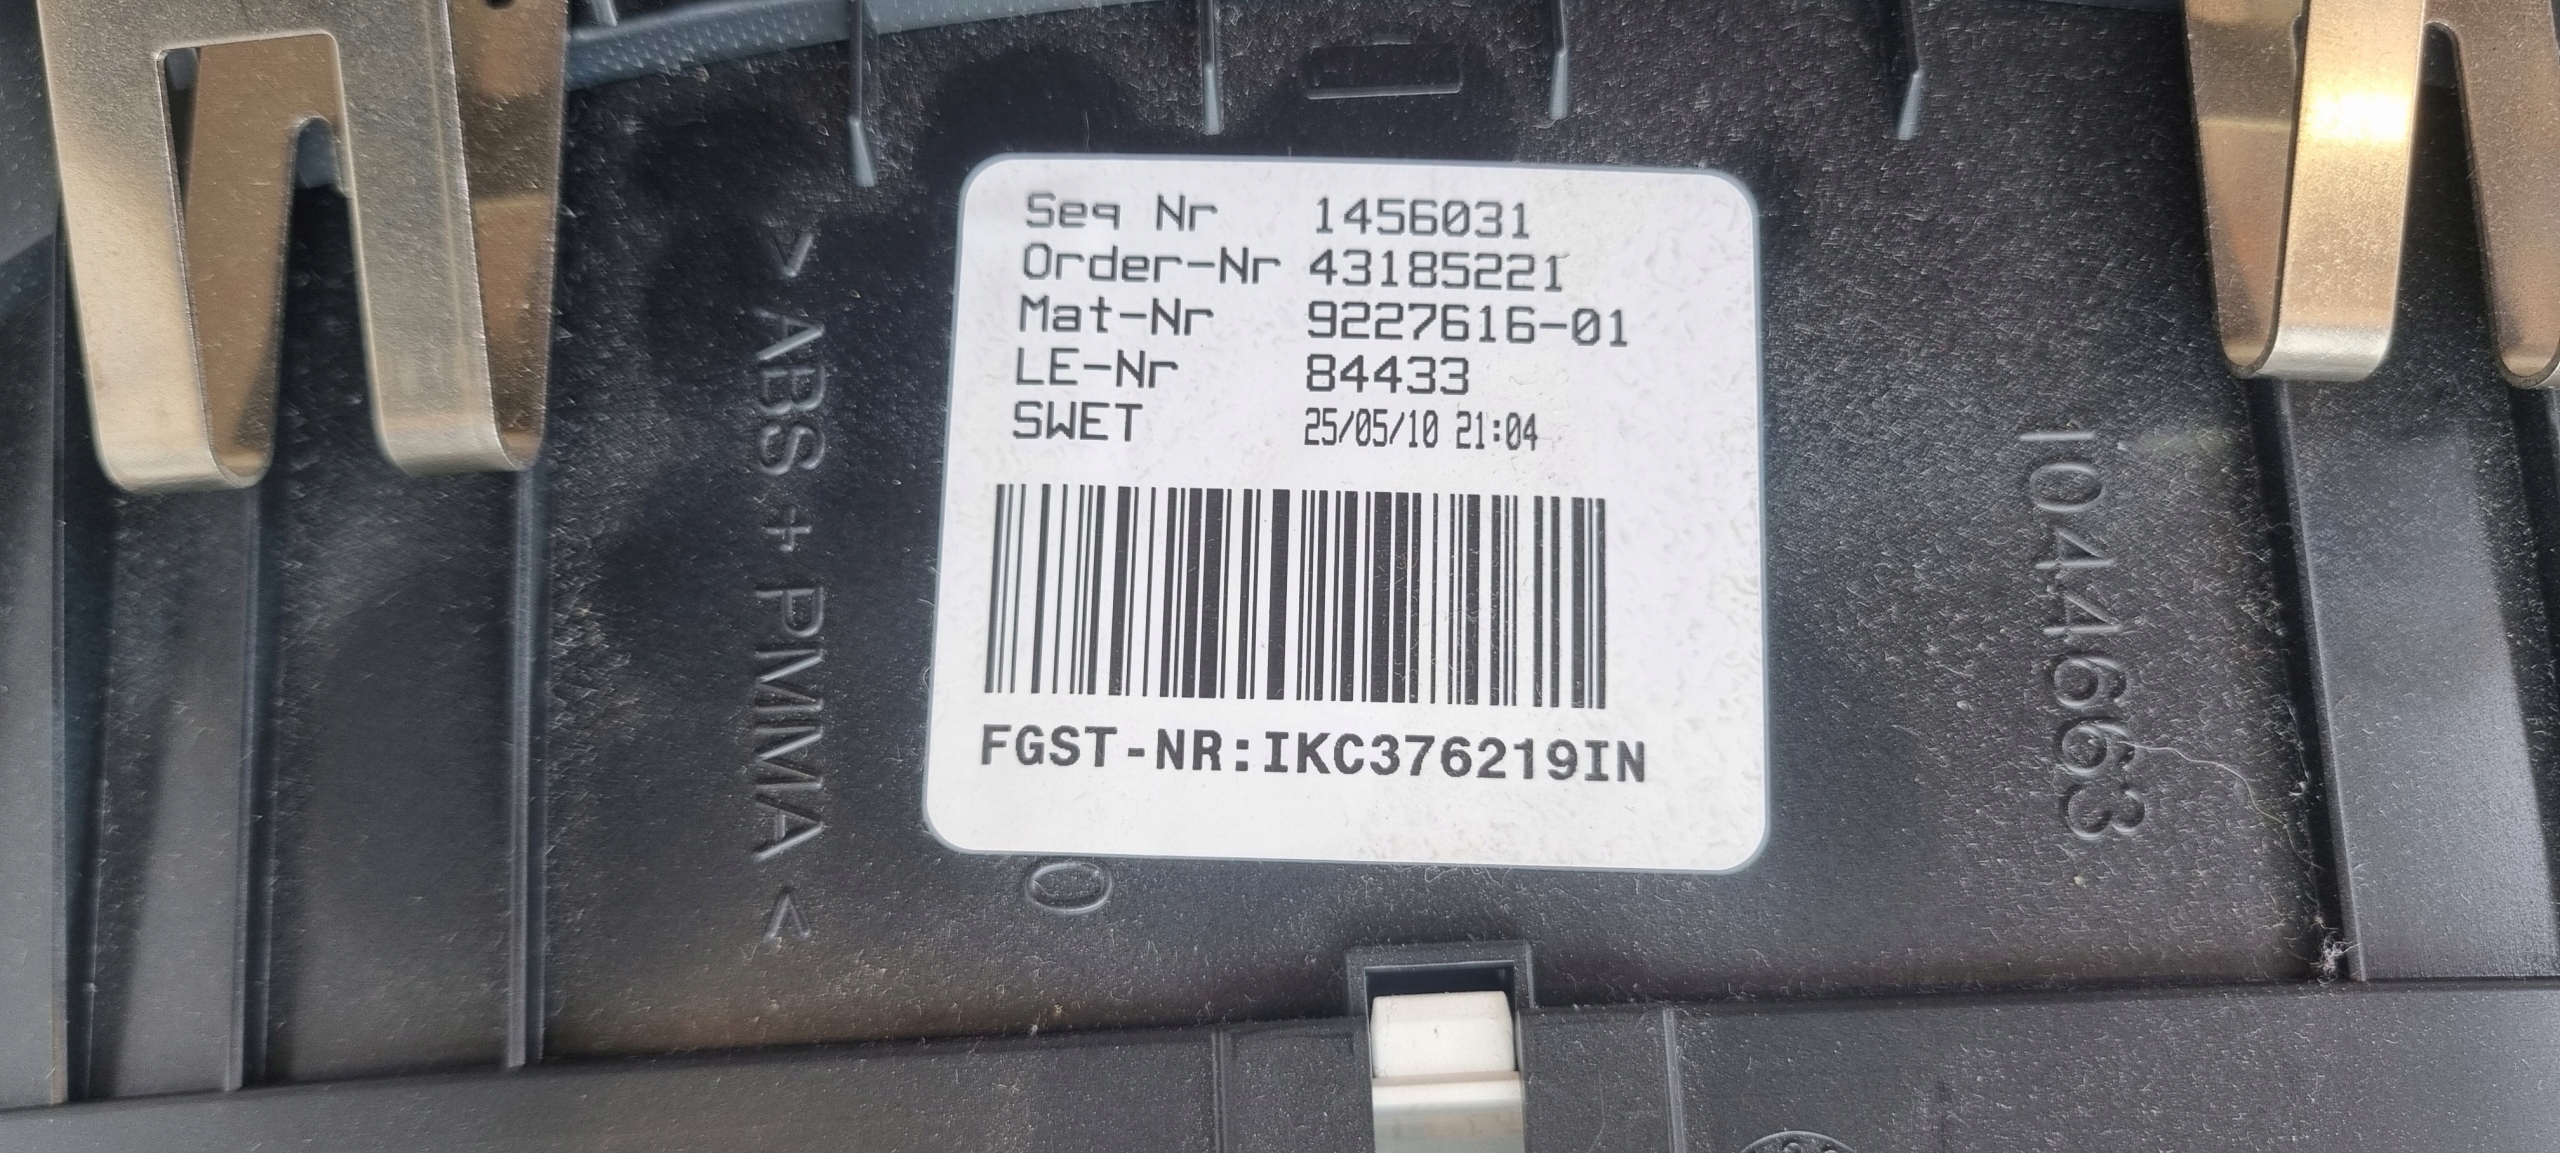 Seq Nr 1456031
Order-Nr 43185221
Mat-Nr 9227616-01
LE-Nr 84433
SWET 25/05/10 21:04
FGST-NR:IKC376219IN
>ABS+PMMA<
1044663
0